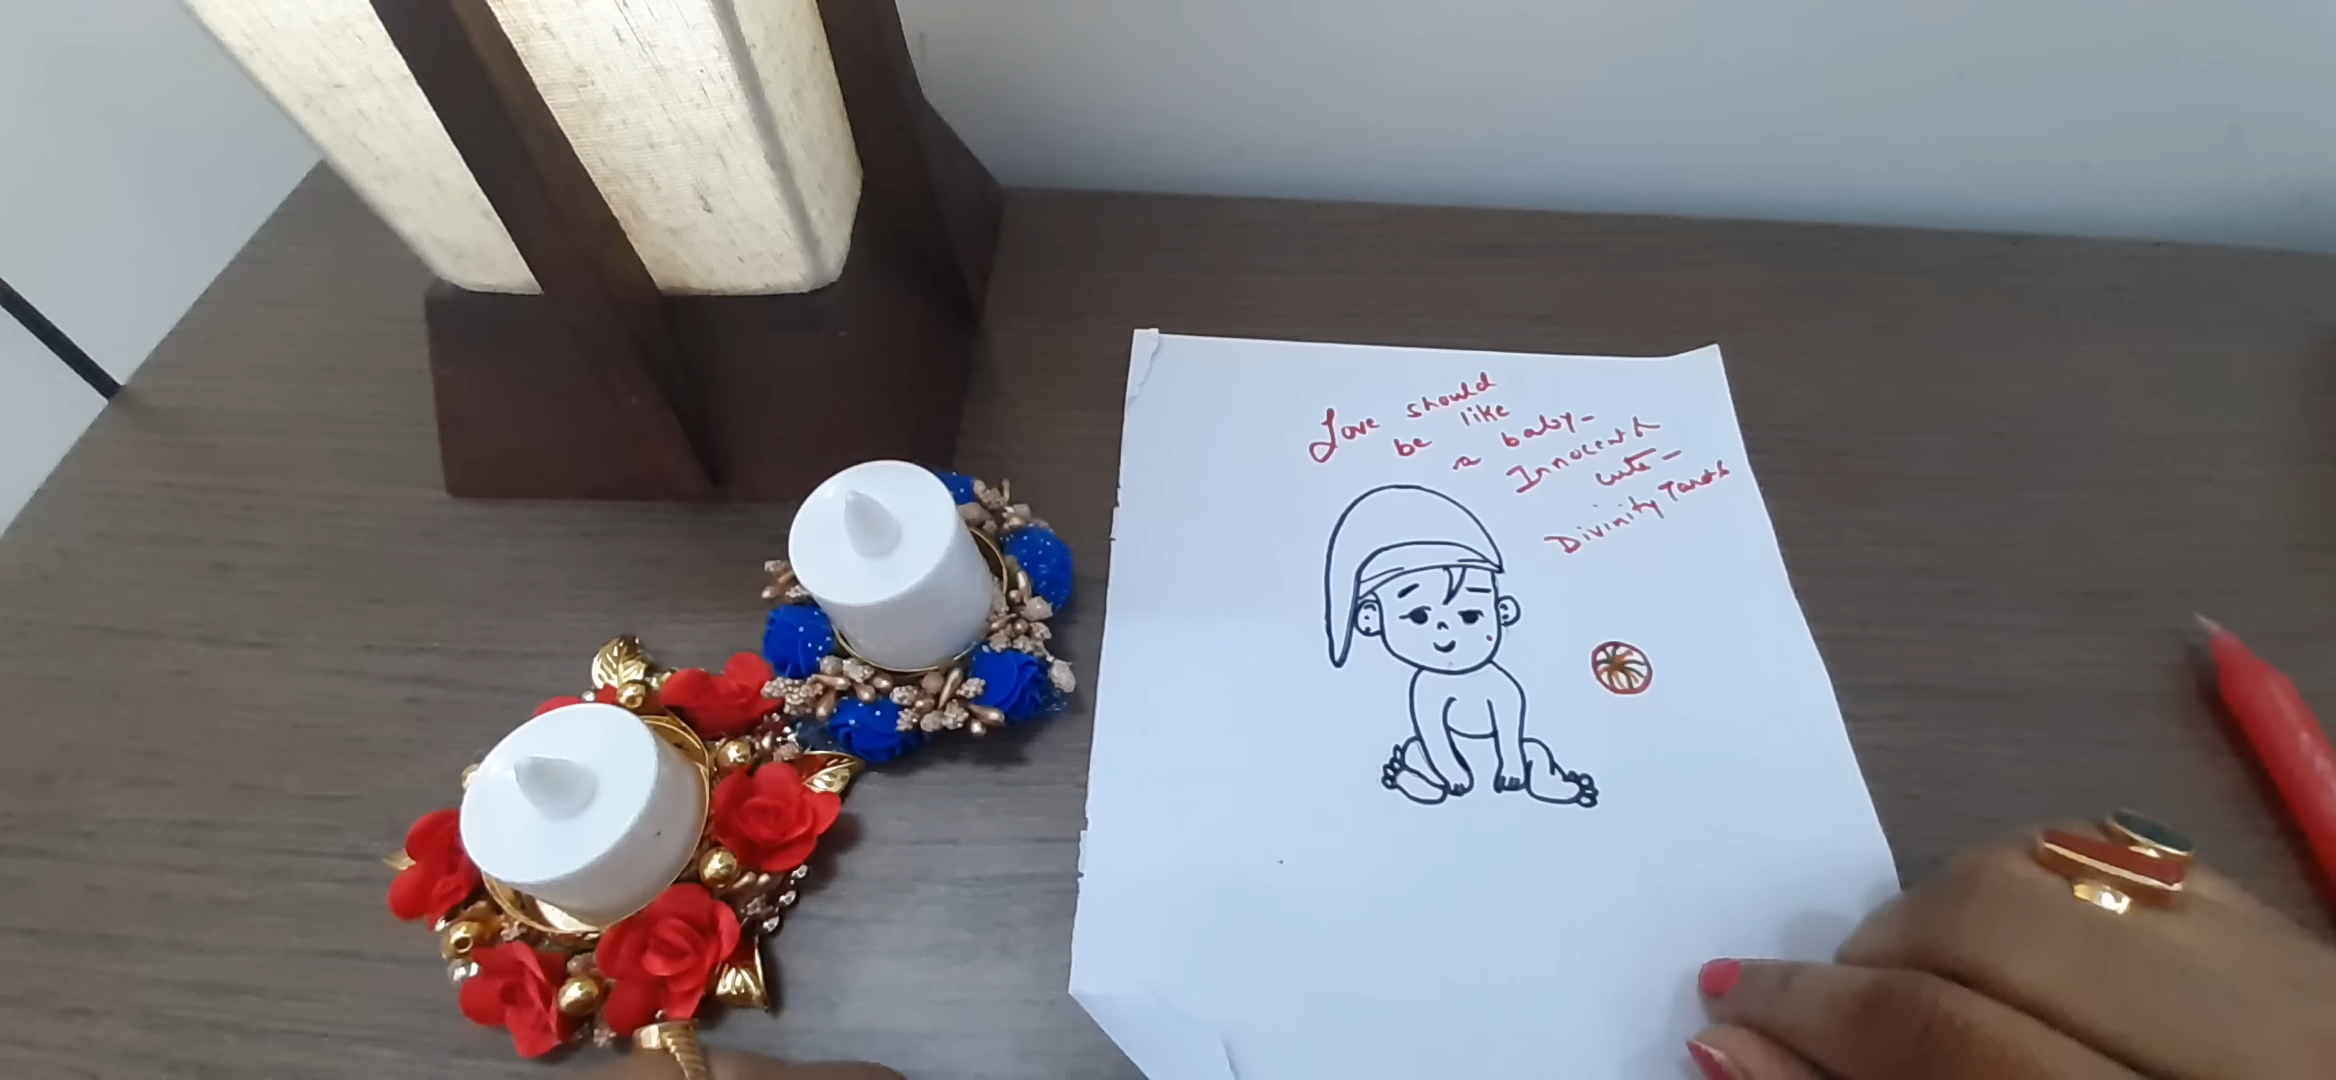 Love should
be like
a baby-
Innocent &
cute-
Divinity Tarot